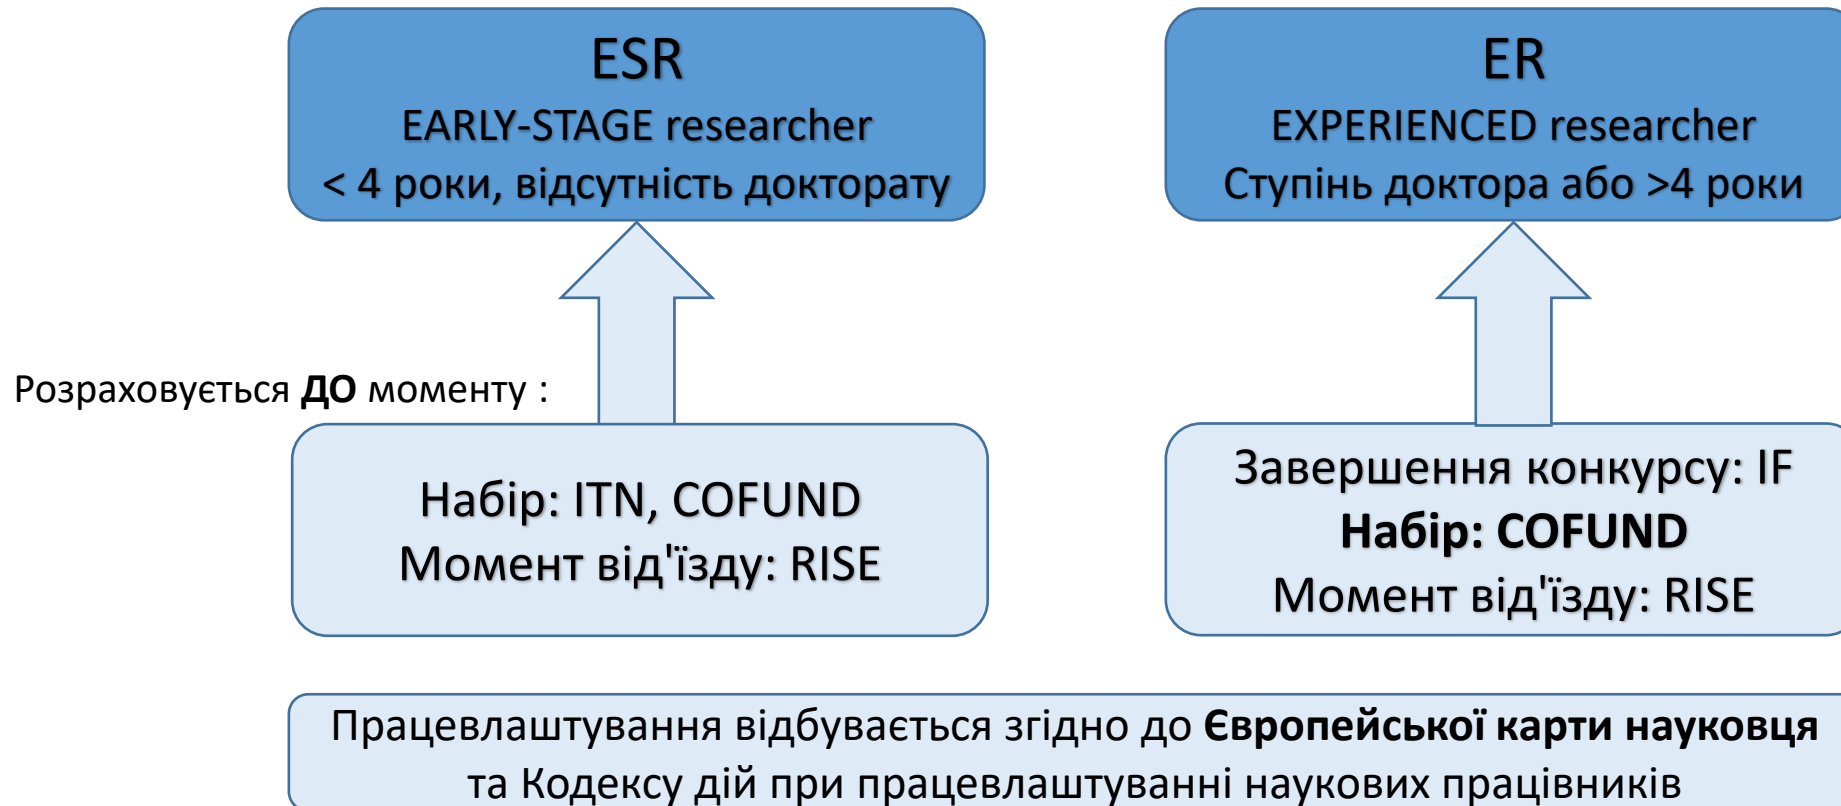 ESR
EARLY-STAGE researcher
< 4 роки, відсутність докторату
ER
EXPERIENCED researcher
Ступінь доктора або >4 роки
Розраховується ДО моменту :
Набір: ITN, COFUND
Момент від'їзду: RISE
Завершення конкурсу: IF
Набір: COFUND
Момент від'їзду: RISE
Працевлаштування відбувається згідно до Європейської карти науковця
та Кодексу дій при працевлаштуванні наукових працівників